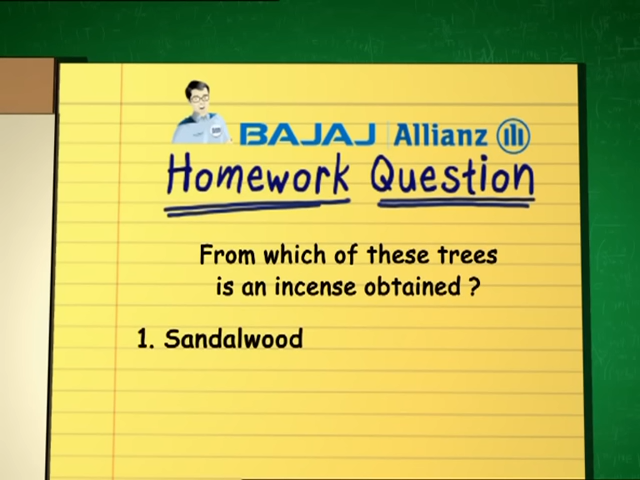 BAJAJ | Allianz
Homework Question
From which of these trees
is an incense obtained ?
1. Sandalwood